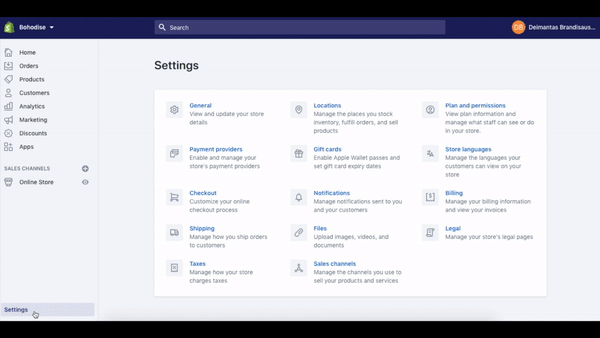 Bohodise
Search
DB
Deimantas Brandisaus...
Home
Orders
Products
Customers
Analytics
Marketing
Discounts
Apps
SALES CHANNELS
Online Store
Settings
Settings
General
View and update your store
details
Locations
Manage the places you stock
inventory, fulfill orders, and sell
products
Plan and permissions
View plan information and
manage what staff can see or do
in your store.
Payment providers
Enable and manage your
store's payment providers
Gift cards
Enable Apple Wallet passes and
set gift card expiry dates
Store languages
Manage the languages your
customers can view on your
store
Checkout
Customize your online
checkout process
Notifications
Manage notifications sent to you
and your customers
Billing
Manage your billing information
and view your invoices
Shipping
Manage how you ship orders
to customers
Files
Upload images, videos, and
documents
Legal
Manage your store's legal pages
Taxes
Manage how your store
charges taxes
Sales channels
Manage the channels you use to
sell your products and services